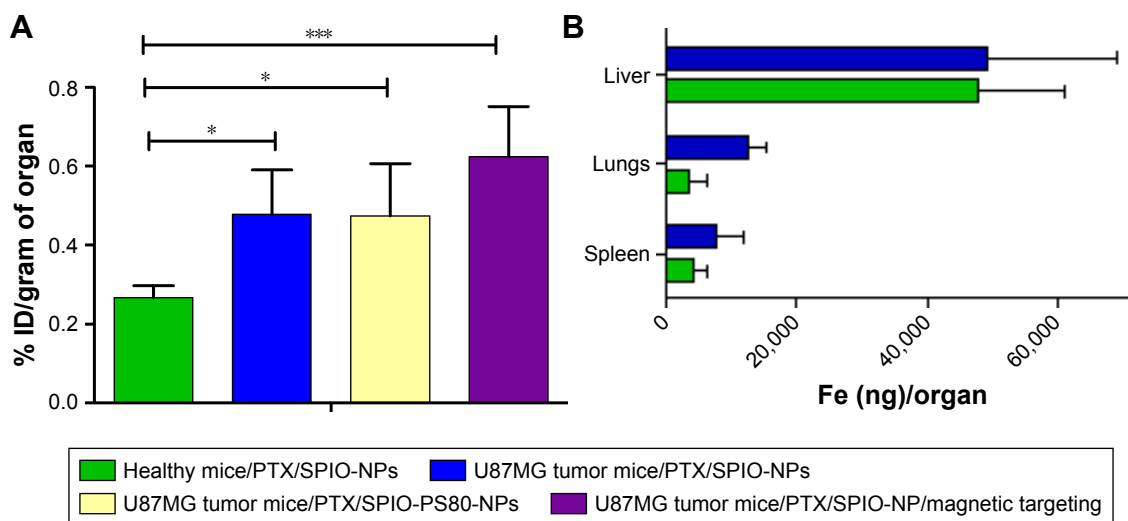 A
% ID/gram of organ
0.8
0.6
0.4
0.2
0.0
***
*
*
B
Liver
Lungs
Spleen
0
20,000
40,000
60,000
Fe (ng)/organ
Healthy mice/PTX/SPIO-NPs
U87MG tumor mice/PTX/SPIO-NPs
U87MG tumor mice/PTX/SPIO-PS80-NPs
U87MG tumor mice/PTX/SPIO-NP/magnetic targeting